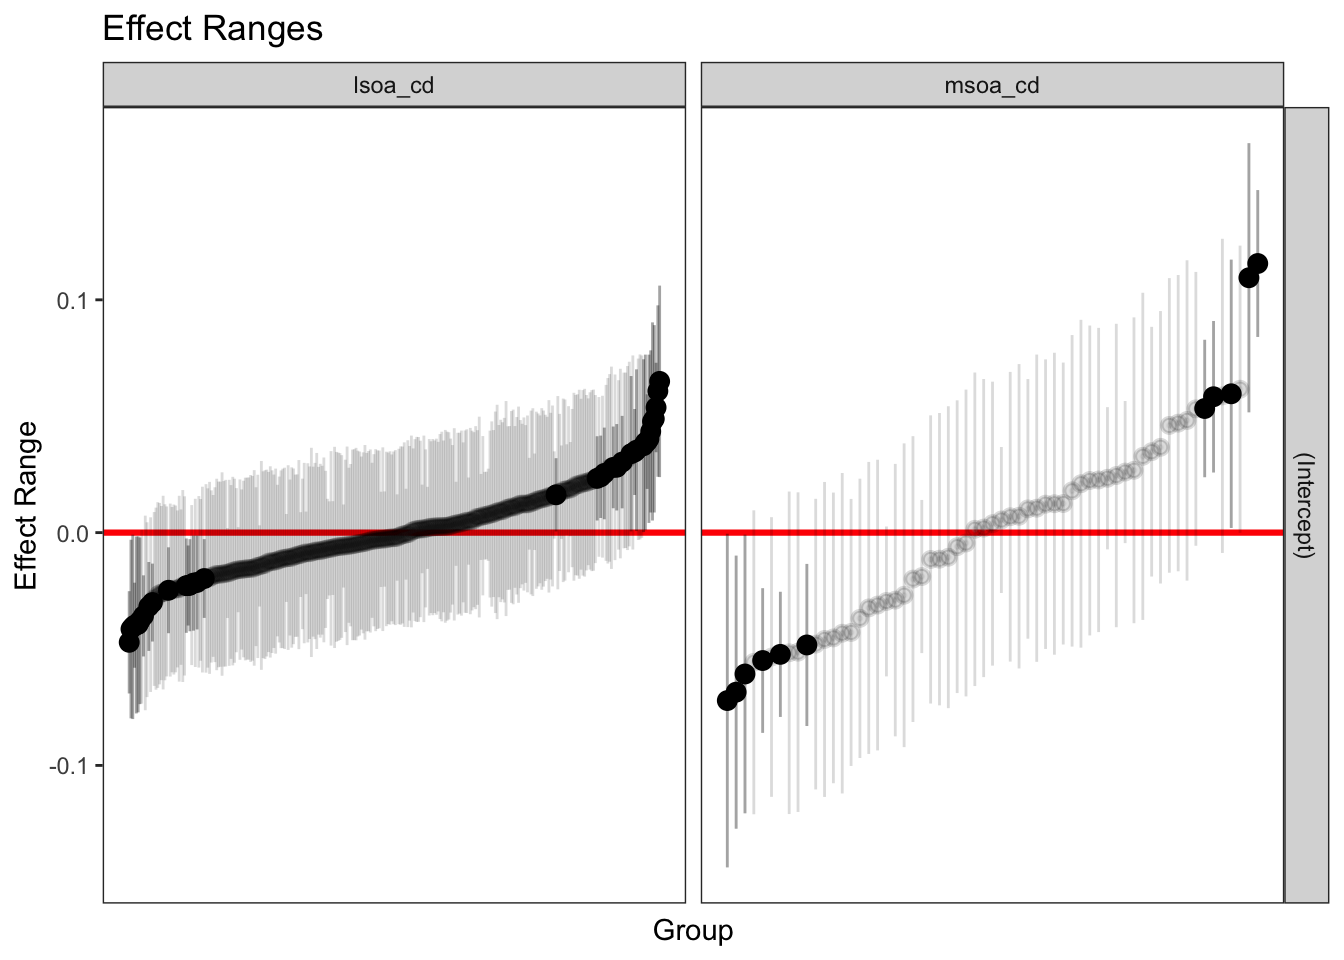 Effect Ranges
lsoa_cd
msoa_cd
(Intercept)
Effect Range
0.1
0.0
-0.1
Group